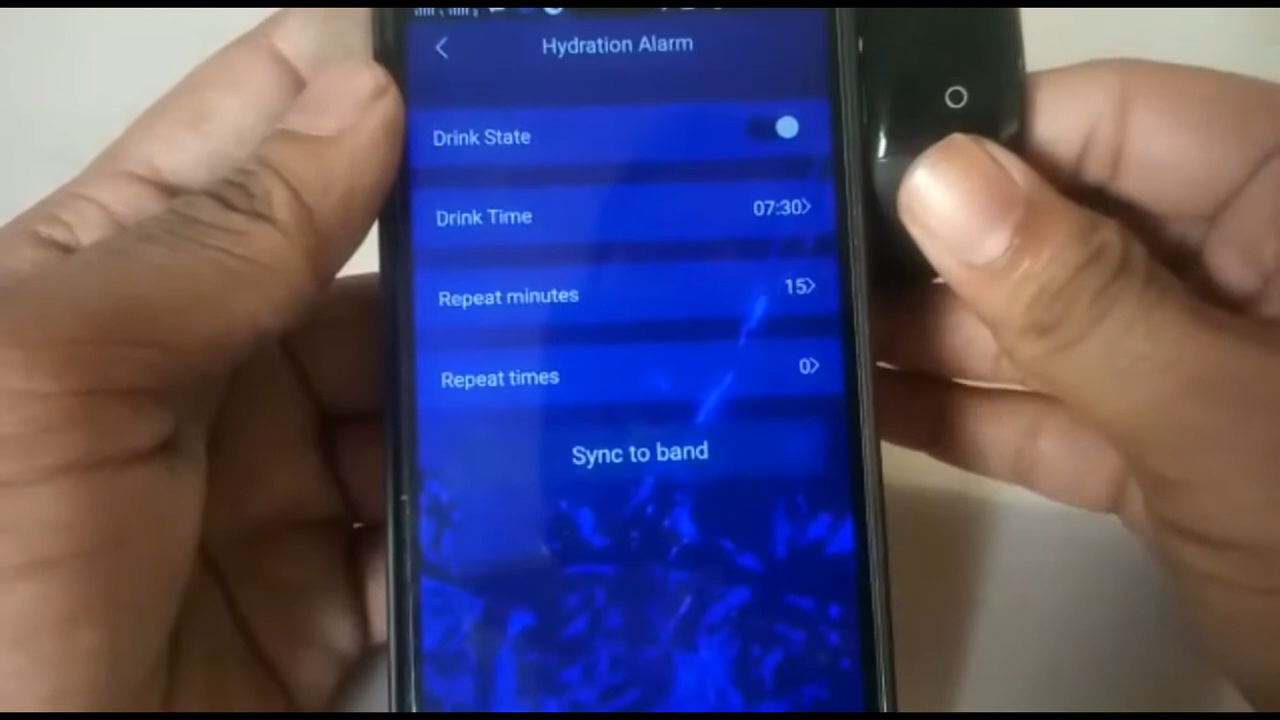 Hydration Alarm
Drink State
Drink Time 07:30
Repeat minutes 15
Repeat times 0
Sync to band